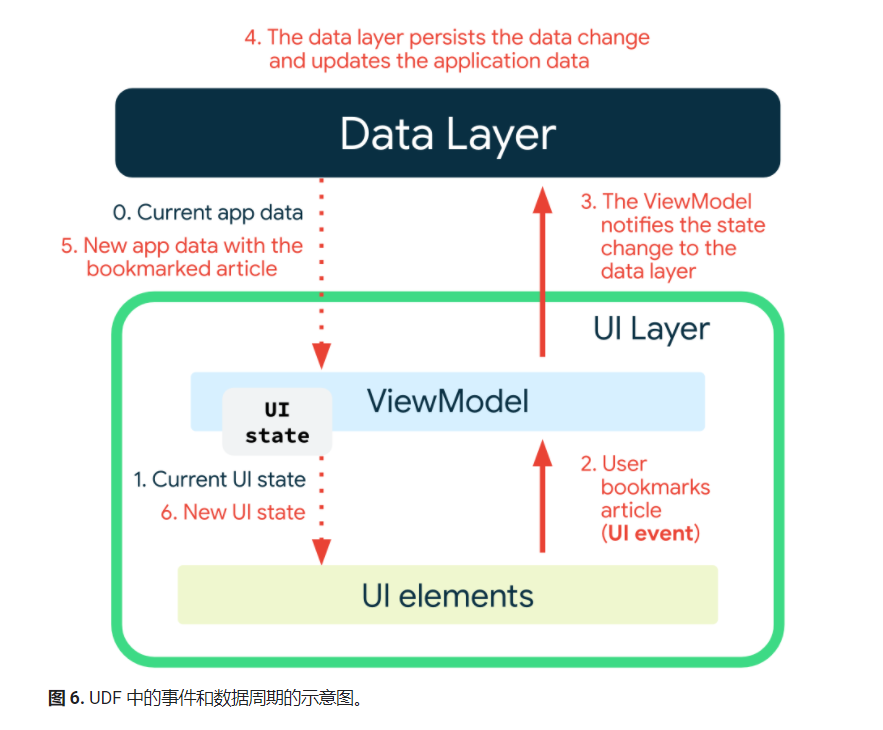 4. The data layer persists the data change
and updates the application data
Data Layer
0. Current app data
5. New app data with the
bookmarked article
3. The ViewModel
notifies the state
change to the
data layer
UI Layer
ViewModel
UI
state
1. Current UI state
6. New UI state
2. User
bookmarks
article
(UI event)
UI elements
图 6. UDF 中的事件和数据周期的示意图。